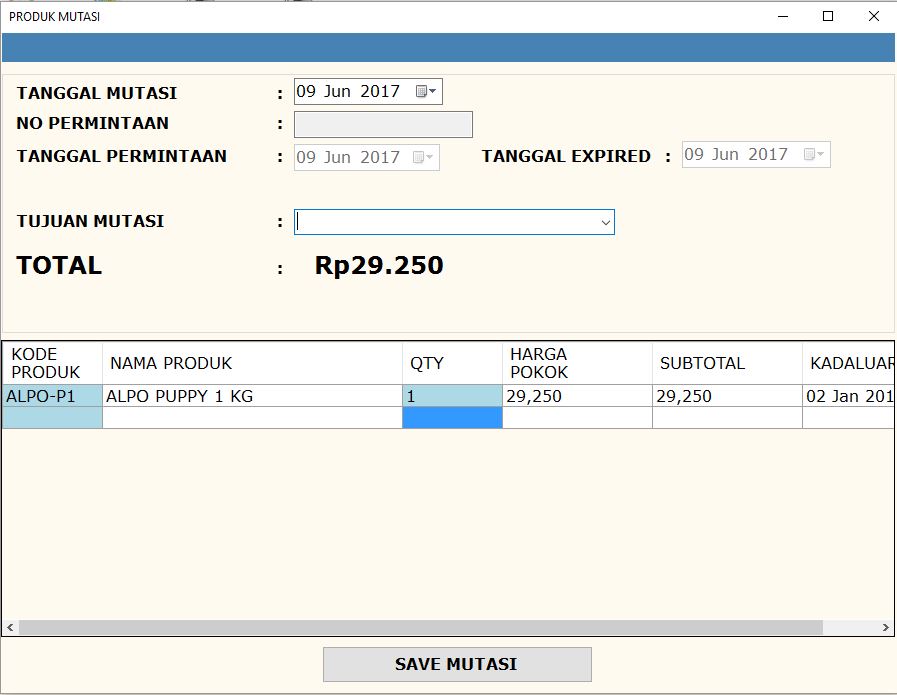 PRODUK MUTASI
TANGGAL MUTASI : 09 Jun 2017
NO PERMINTAAN :
TANGGAL PERMINTAAN : 09 Jun 2017 TANGGAL EXPIRED : 09 Jun 2017
TUJUAN MUTASI :
TOTAL : Rp29.250
KODE PRODUK NAMA PRODUK QTY HARGA POKOK SUBTOTAL KADALUAR
ALPO-P1 ALPO PUPPY 1 KG 1 29,250 29,250 02 Jan 201
SAVE MUTASI